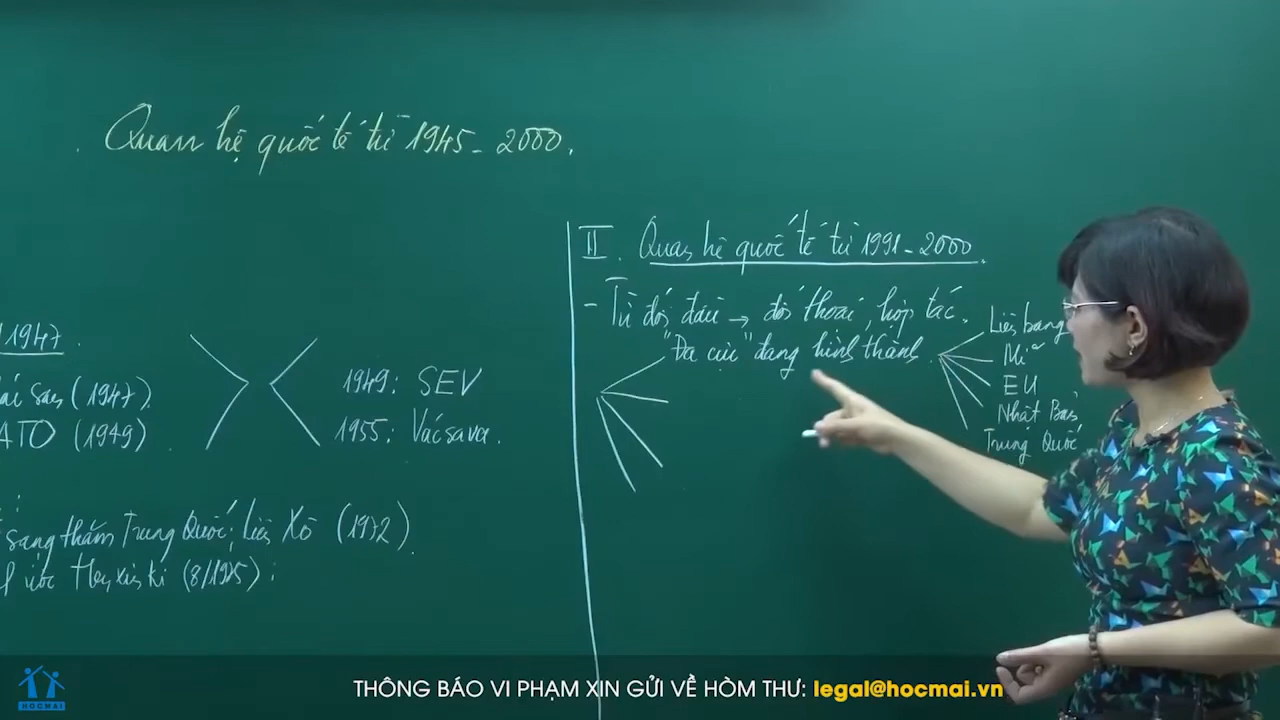 Quan hệ quốc tế từ 1945 - 2000.
1947.
(1947).
ATO (1949)
1949: SEV
1955: Vácsava.
sang thăm Trung Quốc, Liên Xô (1972).
ước Henxinki (8/1975):
II. Quan hệ quốc tế từ 1991 - 2000.
- Từ đối đầu → đối thoại, hợp tác.
"Đa cực" đang hình thành.
Liên bang
Mĩ
EU
Nhật Bản
Trung Quốc
HOCMAI
THÔNG BÁO VI PHẠM XIN GỬI VỀ HÒM THƯ: legal@hocmai.vn